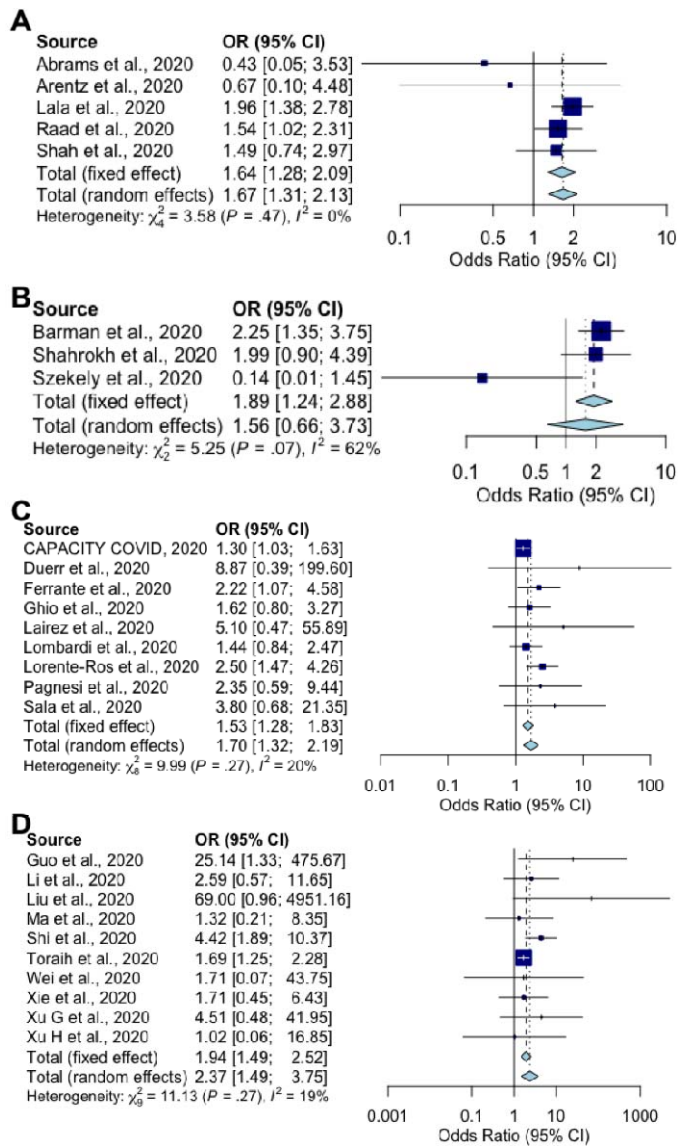 A
Source OR (95% CI)
Abrams et al., 2020 0.43 [0.05; 3.53]
Arentz et al., 2020 0.67 [0.10; 4.48]
Lala et al., 2020 1.96 [1.38; 2.78]
Raad et al., 2020 1.54 [1.02; 2.31]
Shah et al., 2020 1.49 [0.74; 2.97]
Total (fixed effect) 1.64 [1.28; 2.09]
Total (random effects) 1.67 [1.31; 2.13]
Heterogeneity: χ²₄ = 3.58 (P = .47), I² = 0%
0.1 0.5 1 2 10
Odds Ratio (95% CI)
B
Source OR (95% CI)
Barman et al., 2020 2.25 [1.35; 3.75]
Shahrokh et al., 2020 1.99 [0.90; 4.39]
Szekely et al., 2020 0.14 [0.01; 1.45]
Total (fixed effect) 1.89 [1.24; 2.88]
Total (random effects) 1.56 [0.66; 3.73]
Heterogeneity: χ²₂ = 5.25 (P = .07), I² = 62%
0.1 0.5 1 2 10
Odds Ratio (95% CI)
C
Source OR (95% CI)
CAPACITY COVID, 2020 1.30 [1.03; 1.63]
Duerr et al., 2020 8.87 [0.39; 199.60]
Ferrante et al., 2020 2.22 [1.07; 4.58]
Ghio et al., 2020 1.62 [0.80; 3.27]
Lairez et al., 2020 5.10 [0.47; 55.89]
Lombardi et al., 2020 1.44 [0.84; 2.47]
Lorente-Ros et al., 2020 2.50 [1.47; 4.26]
Pagnesi et al., 2020 2.35 [0.59; 9.44]
Sala et al., 2020 3.80 [0.68; 21.35]
Total (fixed effect) 1.53 [1.28; 1.83]
Total (random effects) 1.70 [1.32; 2.19]
Heterogeneity: χ²₈ = 9.99 (P = .27), I² = 20%
0.01 0.1 1 10 100
Odds Ratio (95% CI)
D
Source OR (95% CI)
Guo et al., 2020 25.14 [1.33; 475.67]
Li et al., 2020 2.59 [0.57; 11.65]
Liu et al., 2020 69.00 [0.96; 4951.16]
Ma et al., 2020 1.32 [0.21; 8.35]
Shi et al., 2020 4.42 [1.89; 10.37]
Toraih et al., 2020 1.69 [1.25; 2.28]
Wei et al., 2020 1.71 [0.07; 43.75]
Xie et al., 2020 1.71 [0.45; 6.43]
Xu G et al., 2020 4.51 [0.48; 41.95]
Xu H et al., 2020 1.02 [0.06; 16.85]
Total (fixed effect) 1.94 [1.49; 2.52]
Total (random effects) 2.37 [1.49; 3.75]
Heterogeneity: χ²₉ = 11.13 (P = .27), I² = 19%
0.001 0.1 1 10 1000
Odds Ratio (95% CI)